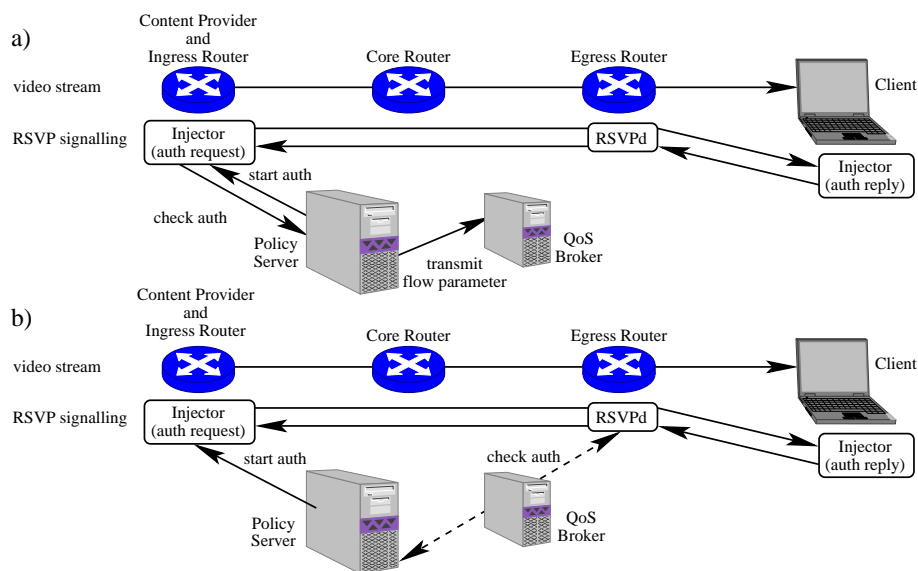 a)
Content Provider
and
Ingress Router
Core Router
Egress Router
video stream
Client
RSVP signalling
Injector
(auth request)
RSVPd
Injector
(auth reply)
start auth
check auth
Policy
Server
QoS
Broker
transmit
flow parameter
b)
Content Provider
and
Ingress Router
Core Router
Egress Router
video stream
Client
RSVP signalling
Injector
(auth request)
RSVPd
Injector
(auth reply)
start auth
check auth
Policy
Server
QoS
Broker